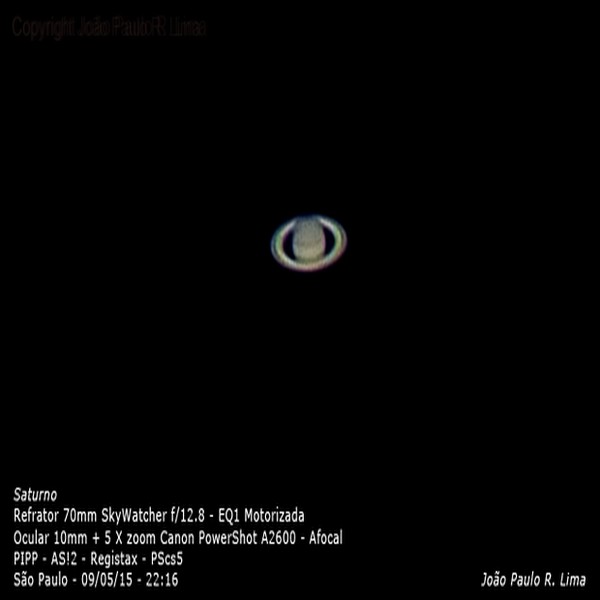 Copyright João Paulo R. Lima
Saturno
Refrator 70mm SkyWatcher f/12.8 - EQ1 Motorizada
Ocular 10mm + 5 X zoom Canon PowerShot A2600 - Afocal
PIPP - AS!2 - Registax - PScs5
São Paulo - 09/05/15 - 22:16
João Paulo R. Lima